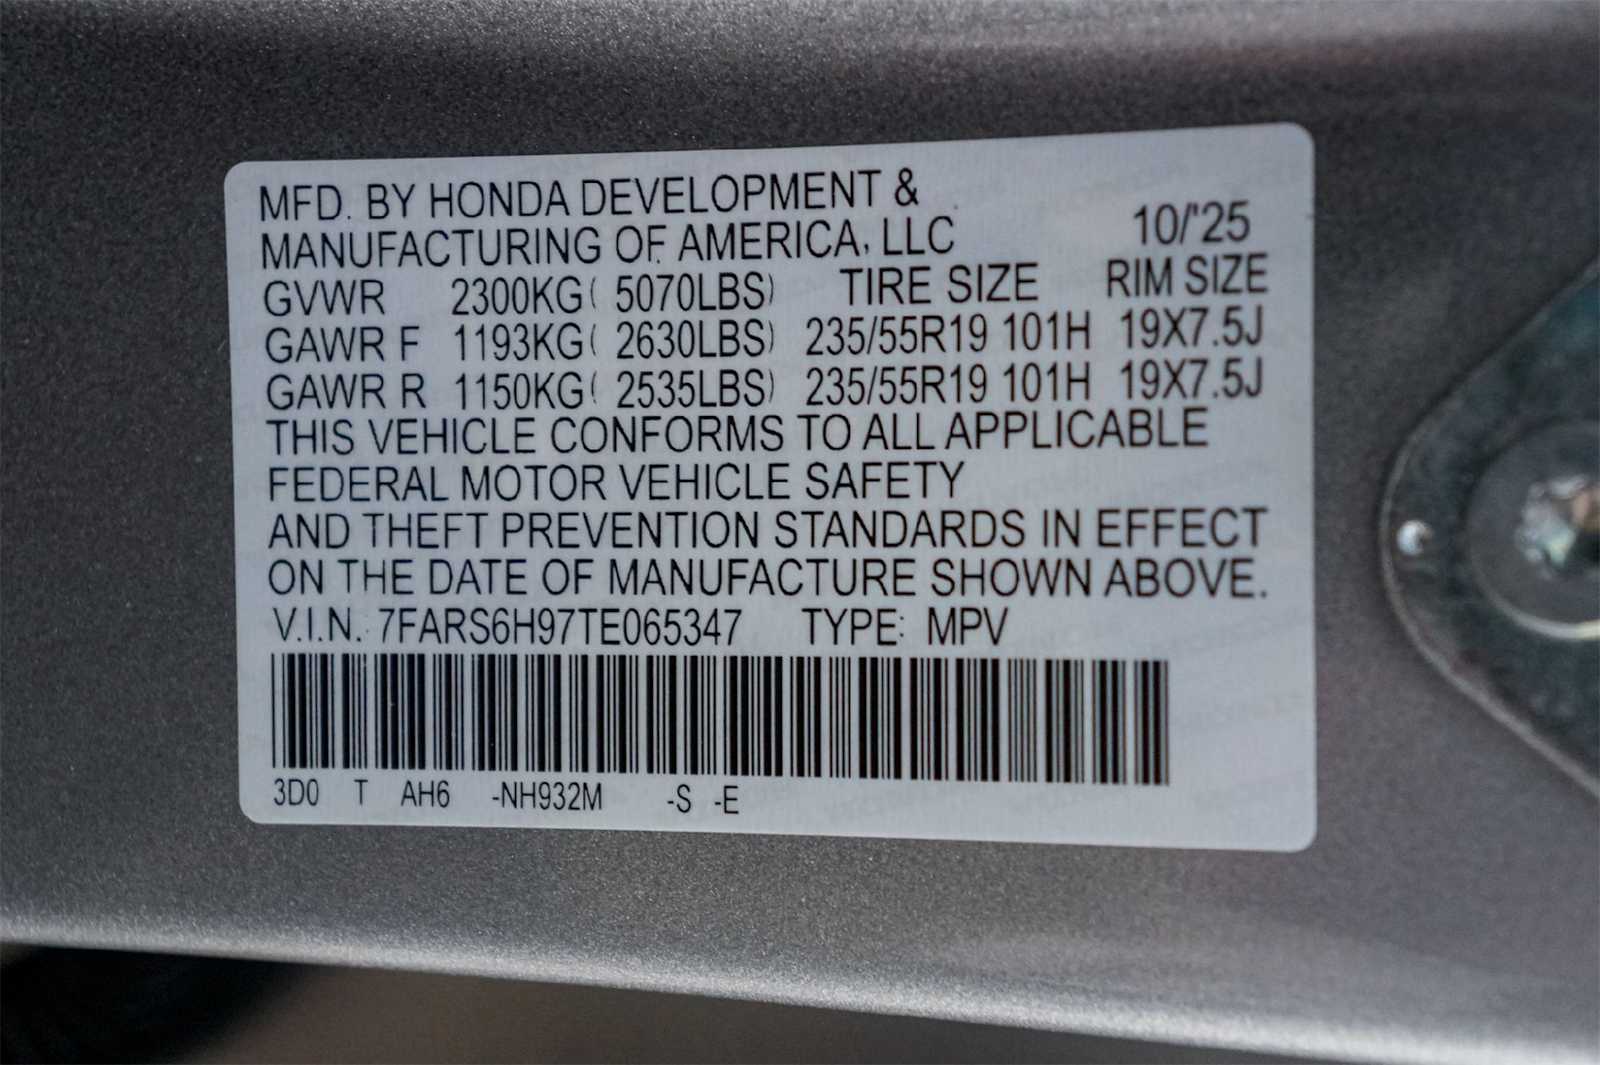 MFD. BY HONDA DEVELOPMENT &
MANUFACTURING OF AMERICA, LLC 10/'25
GVWR 2300KG( 5070LBS) TIRE SIZE RIM SIZE
GAWR F 1193KG( 2630LBS) 235/55R19 101H 19X7.5J
GAWR R 1150KG( 2535LBS) 235/55R19 101H 19X7.5J
THIS VEHICLE CONFORMS TO ALL APPLICABLE
FEDERAL MOTOR VEHICLE SAFETY
AND THEFT PREVENTION STANDARDS IN EFFECT
ON THE DATE OF MANUFACTURE SHOWN ABOVE.
V.I.N.: 7FARS6H97TE065347 TYPE: MPV
3D0 T AH6 -NH932M -S -E